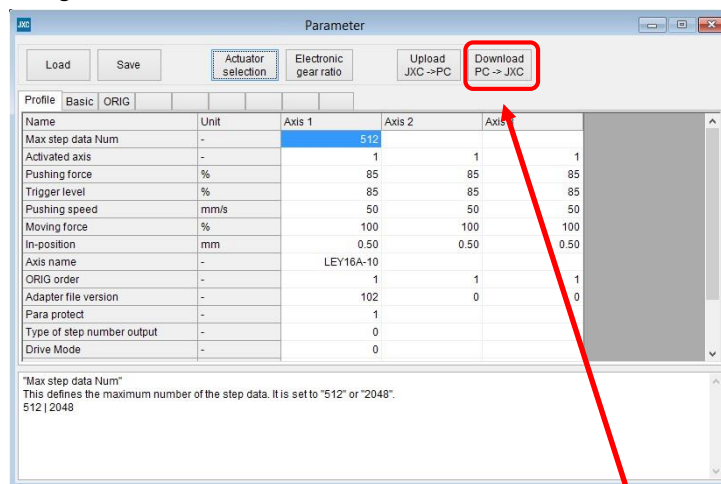 JXC Parameter
Load Save Actuator selection Electronic gear ratio Upload JXC ->PC Download PC -> JXC
Profile Basic ORIG
Name Unit Axis 1 Axis 2 Axis
Max step data Num - 512
Activated axis - 1 1 1
Pushing force % 85 85 85
Trigger level % 85 85 85
Pushing speed mm/s 50 50 50
Moving force % 100 100 100
In-position mm 0.50 0.50 0.50
Axis name - LEY16A-10
ORIG order - 1 1 1
Adapter file version - 102 0 0
Para protect - 1
Type of step number output - 0
Drive Mode - 0
"Max step data Num"
This defines the maximum number of the step data. It is set to "512" or "2048".
512 | 2048